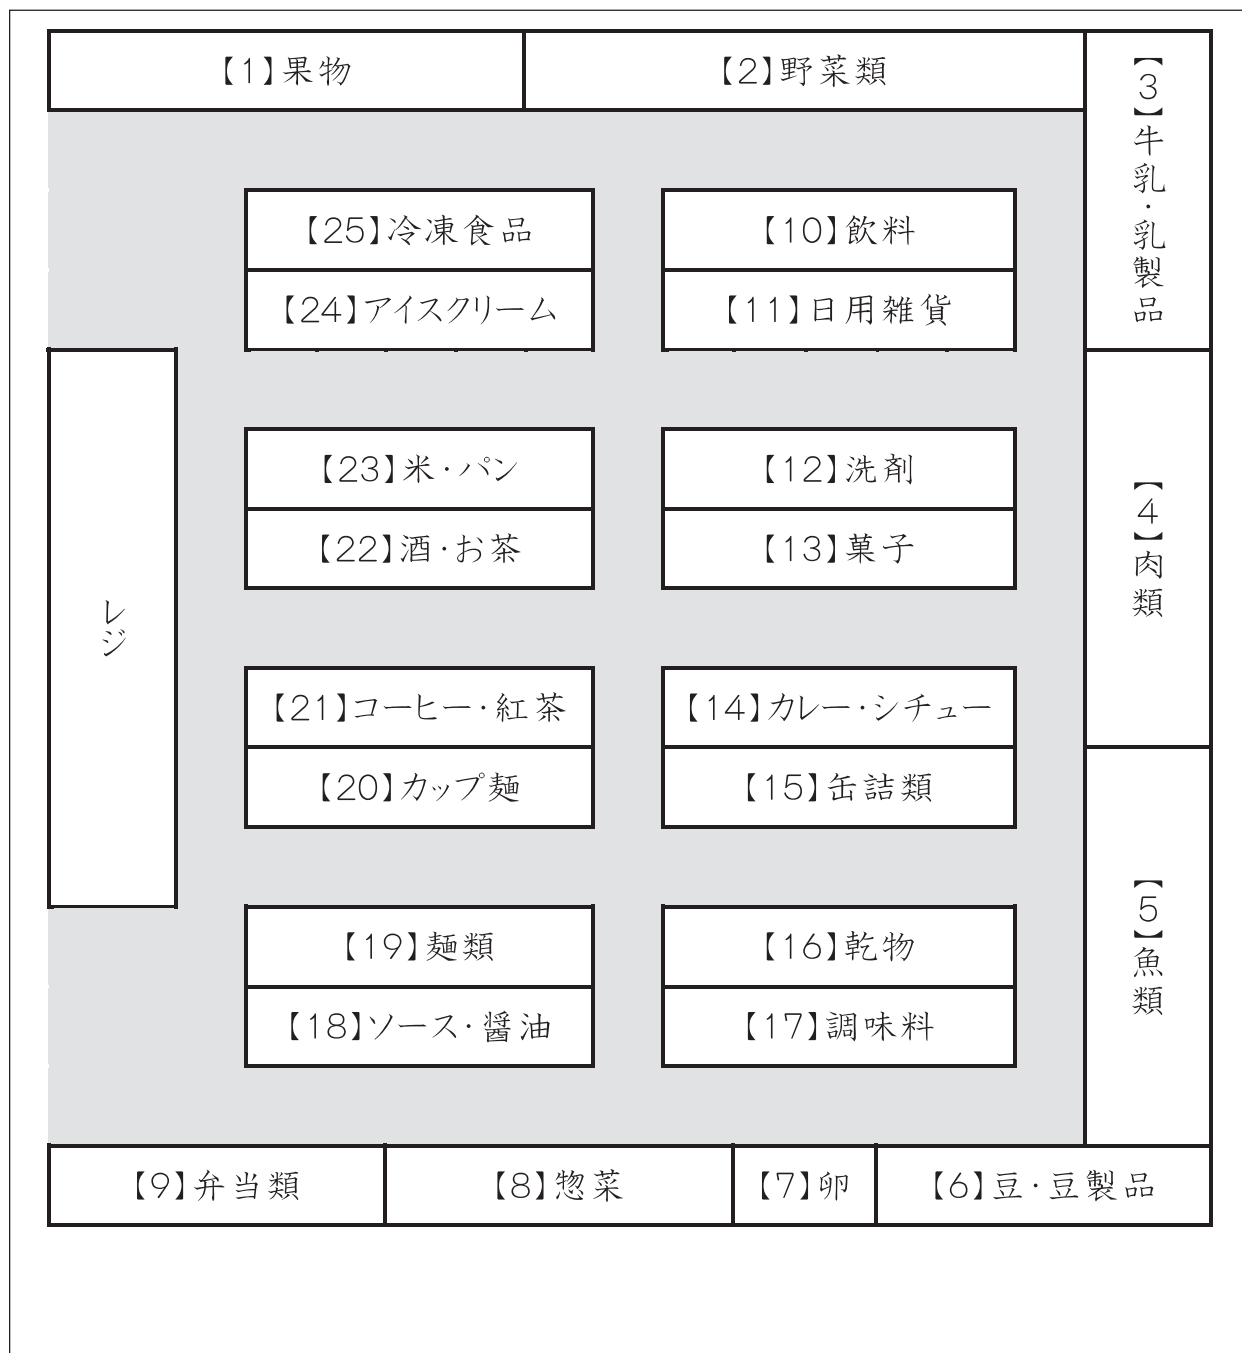 【1】果物
【2】野菜類
【3】牛乳・乳製品
【25】冷凍食品
【10】飲料
【24】アイスクリーム
【11】日用雑貨
【23】米・パン
【12】洗剤
【4】肉類
【22】酒・お茶
【13】菓子
レジ
【21】コーヒー・紅茶
【14】カレー・シチュー
【20】カップ麺
【15】缶詰類
【5】魚類
【19】麺類
【16】乾物
【18】ソース・醤油
【17】調味料
【9】弁当類
【8】惣菜
【7】卵
【6】豆・豆製品